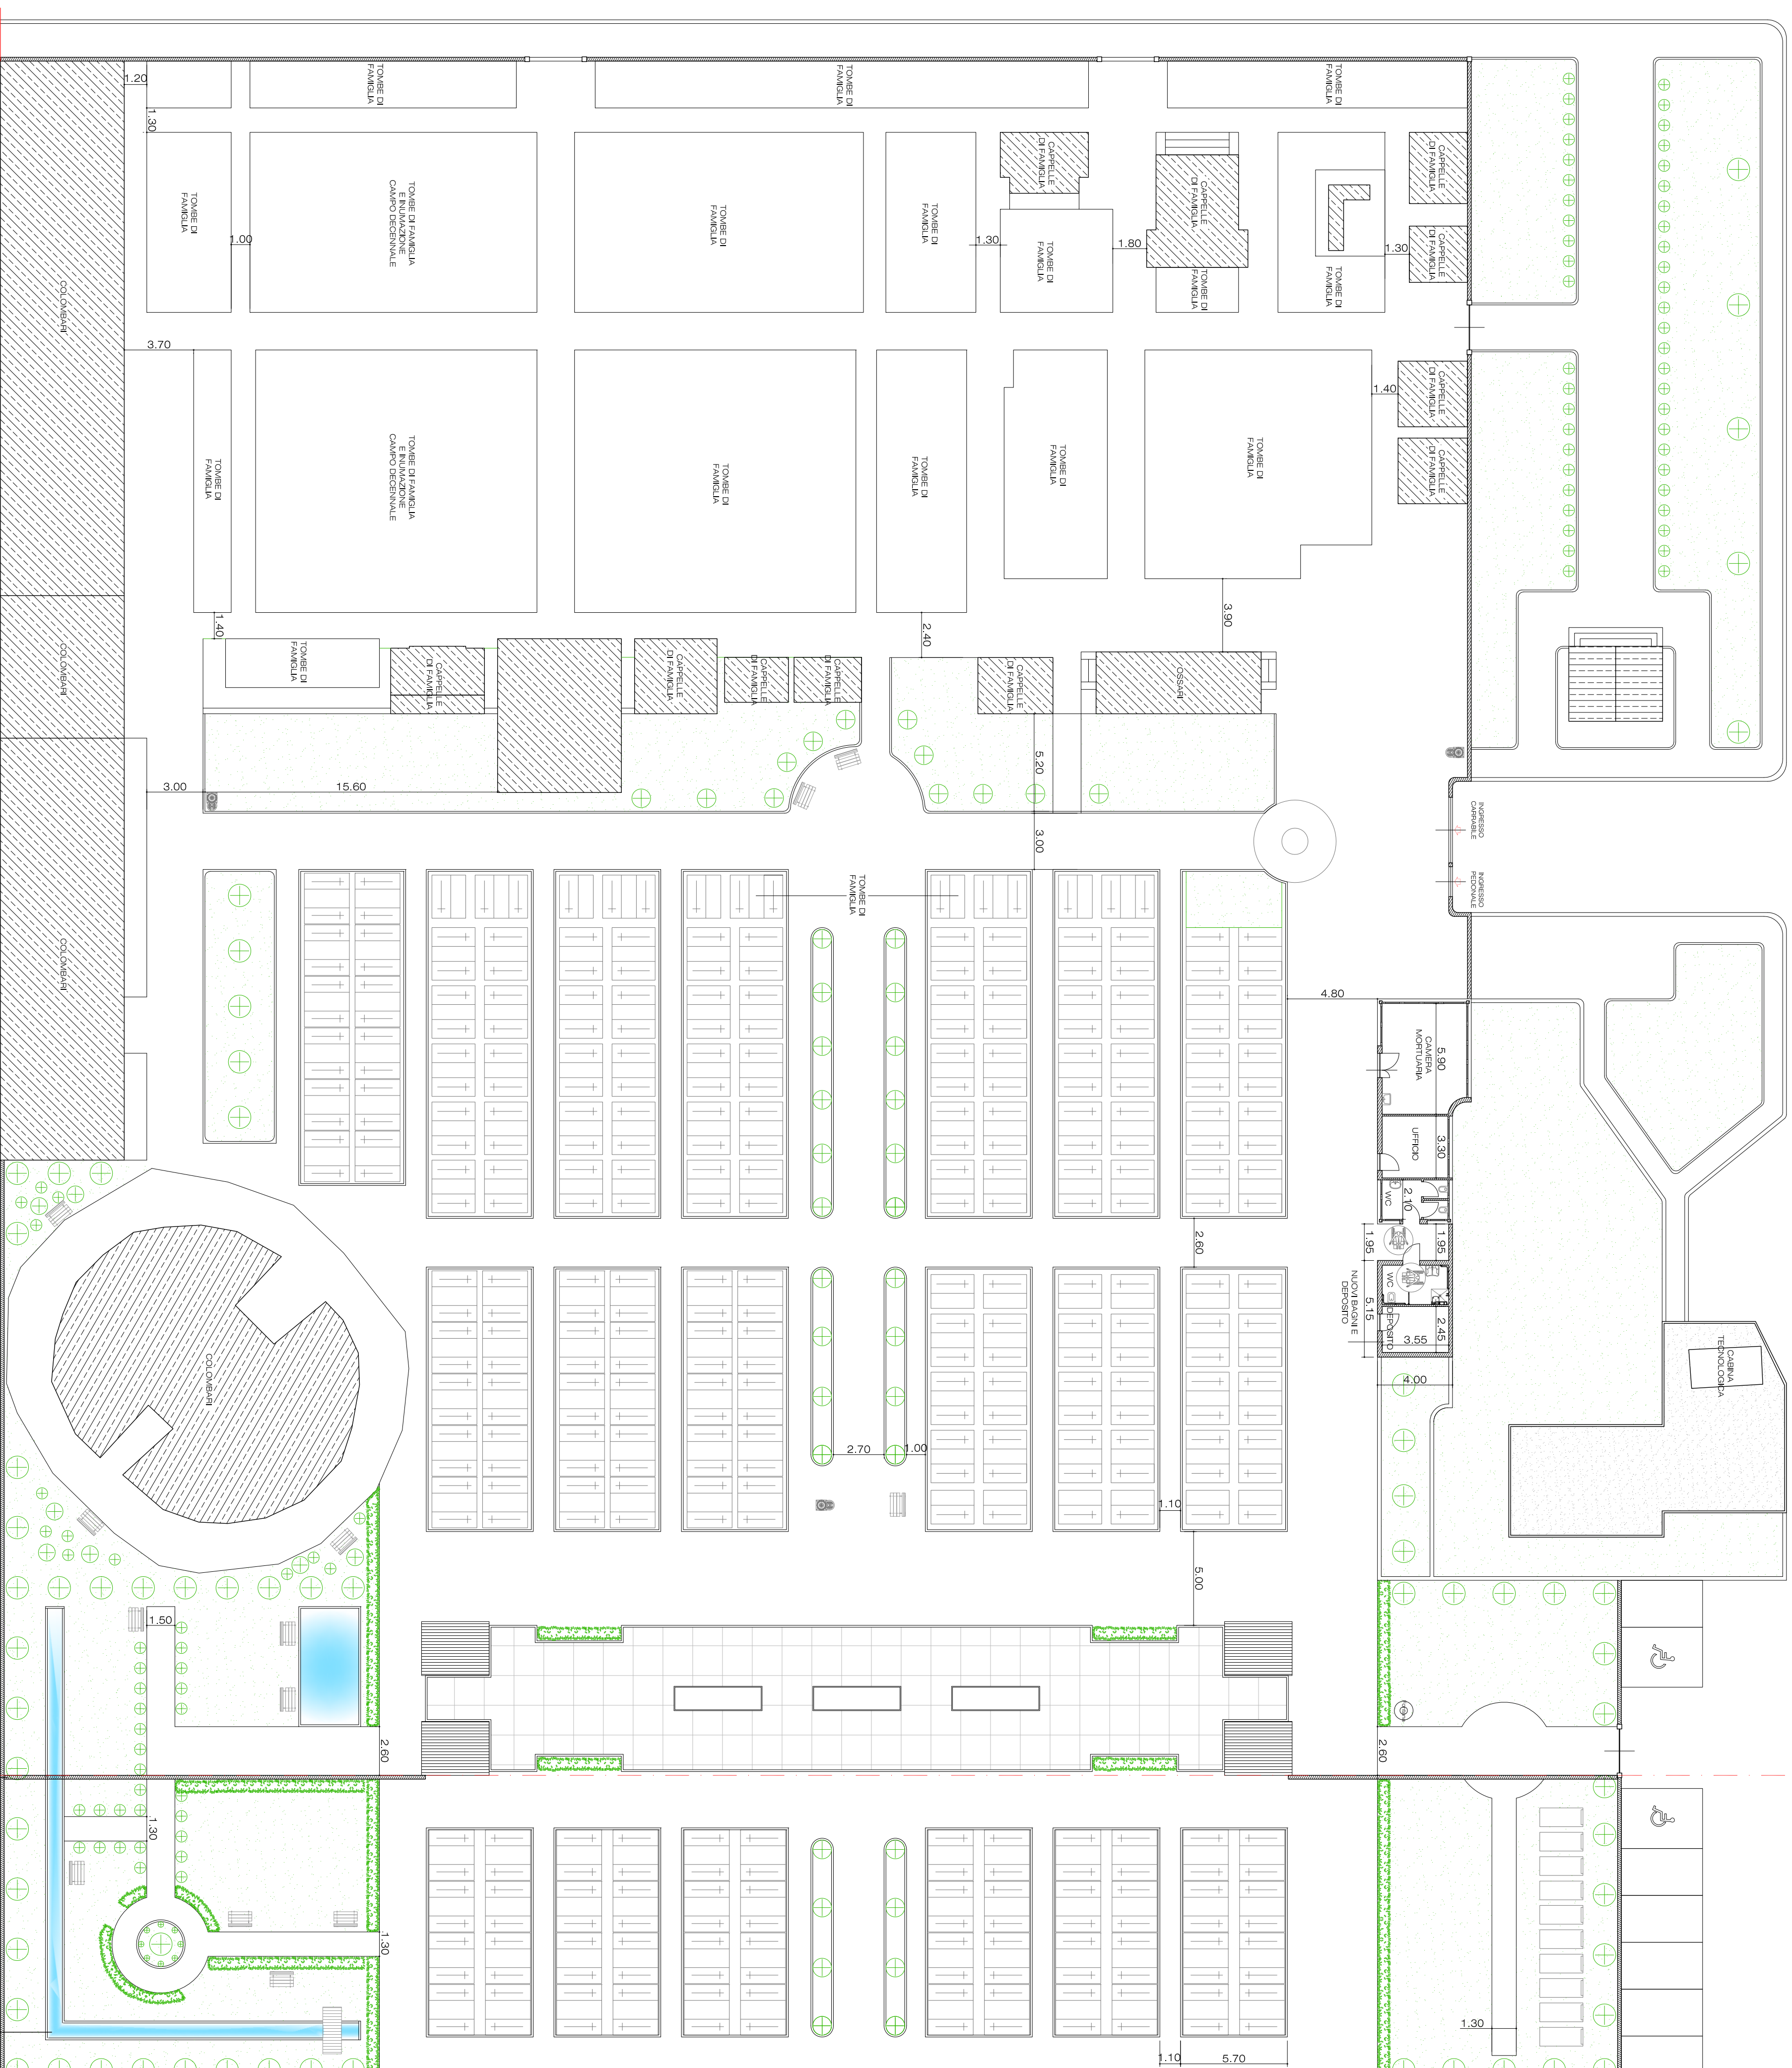 1.20
TOMBE DI
FAMIGLIA
TOMBE DI
FAMIGLIA
TOMBE DI
FAMIGLIA
1.30
CAPPELLE
DI FAMIGLIA
CAPPELLE
DI FAMIGLIA
CAPPELLE
DI FAMIGLIA
TOMBE DI
FAMIGLIA
TOMBE DI FAMIGLIA
E INUMAZIONE
CAMPO DECENNALE
TOMBE DI
FAMIGLIA
TOMBE DI
FAMIGLIA
1.00
1.30
TOMBE DI
FAMIGLIA
1.80
TOMBE DI
FAMIGLIA
TOMBE DI
FAMIGLIA
1.30
CAPPELLE
DI FAMIGLIA
COLOMBARI
3.70
1.40
CAPPELLE
DI FAMIGLIA
TOMBE DI
FAMIGLIA
TOMBE DI FAMIGLIA
E INUMAZIONE
CAMPO DECENNALE
TOMBE DI
FAMIGLIA
TOMBE DI
FAMIGLIA
TOMBE DI
FAMIGLIA
TOMBE DI
FAMIGLIA
CAPPELLE
DI FAMIGLIA
1.40
2.40
3.90
COLOMBARI
TOMBE DI
FAMIGLIA
CAPPELLE
DI FAMIGLIA
CAPPELLE
DI FAMIGLIA
CAPPELLE
DI FAMIGLIA
CAPPELLE
DI FAMIGLIA
CAPPELLE
DI FAMIGLIA
OSSARI
5.20
3.00
15.60
3.00
INGRESSO
CARRABILE
INGRESSO
PEDONALE
TOMBE DI
FAMIGLIA
COLOMBARI
4.80
CAMERA
MORTUARIA
5.90
UFFICIO
3.30
WC
2.10
2.60
1.95
1.95
WC
NUOVI BAGNI E
DEPOSITO
5.15
DEPOSITO
2.45
3.55
4.00
CABINA
TECNOLOGICA
COLOMBARI
2.70
1.00
1.10
5.00
1.50
2.60
2.60
1.30
1.30
1.30
1.10
5.70